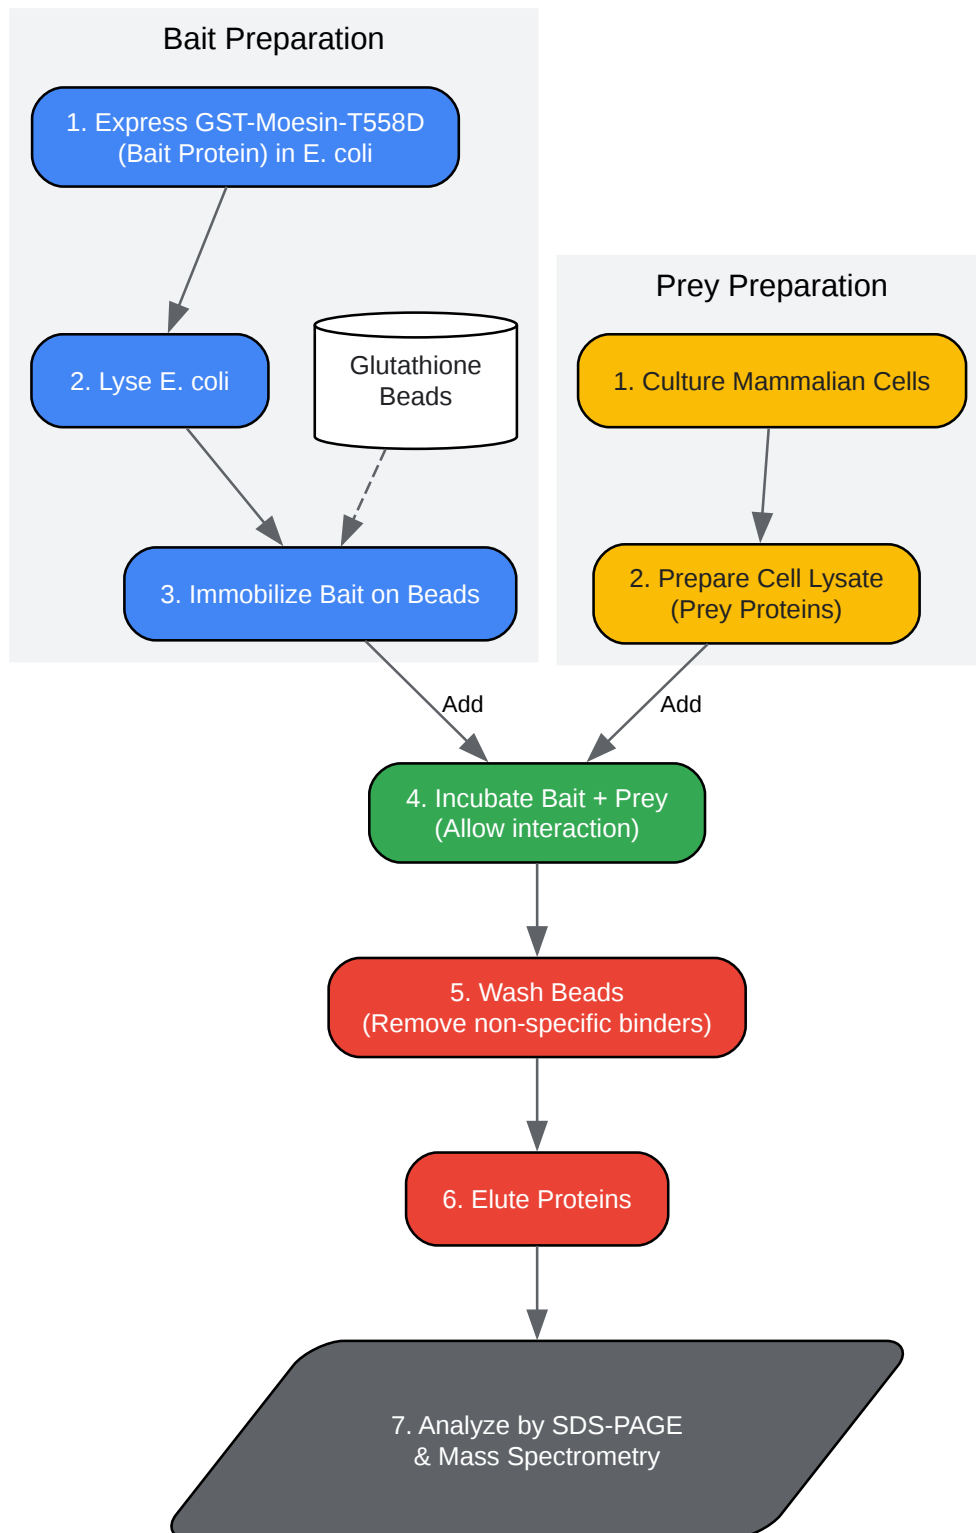 Bait Preparation
1. Express GST-Moesin-T558D
(Bait Protein) in E. coli
2. Lyse E. coli
Glutathione
Beads
3. Immobilize Bait on Beads
Prey Preparation
1. Culture Mammalian Cells
2. Prepare Cell Lysate
(Prey Proteins)
Add
Add
4. Incubate Bait + Prey
(Allow interaction)
5. Wash Beads
(Remove non-specific binders)
6. Elute Proteins
7. Analyze by SDS-PAGE
& Mass Spectrometry